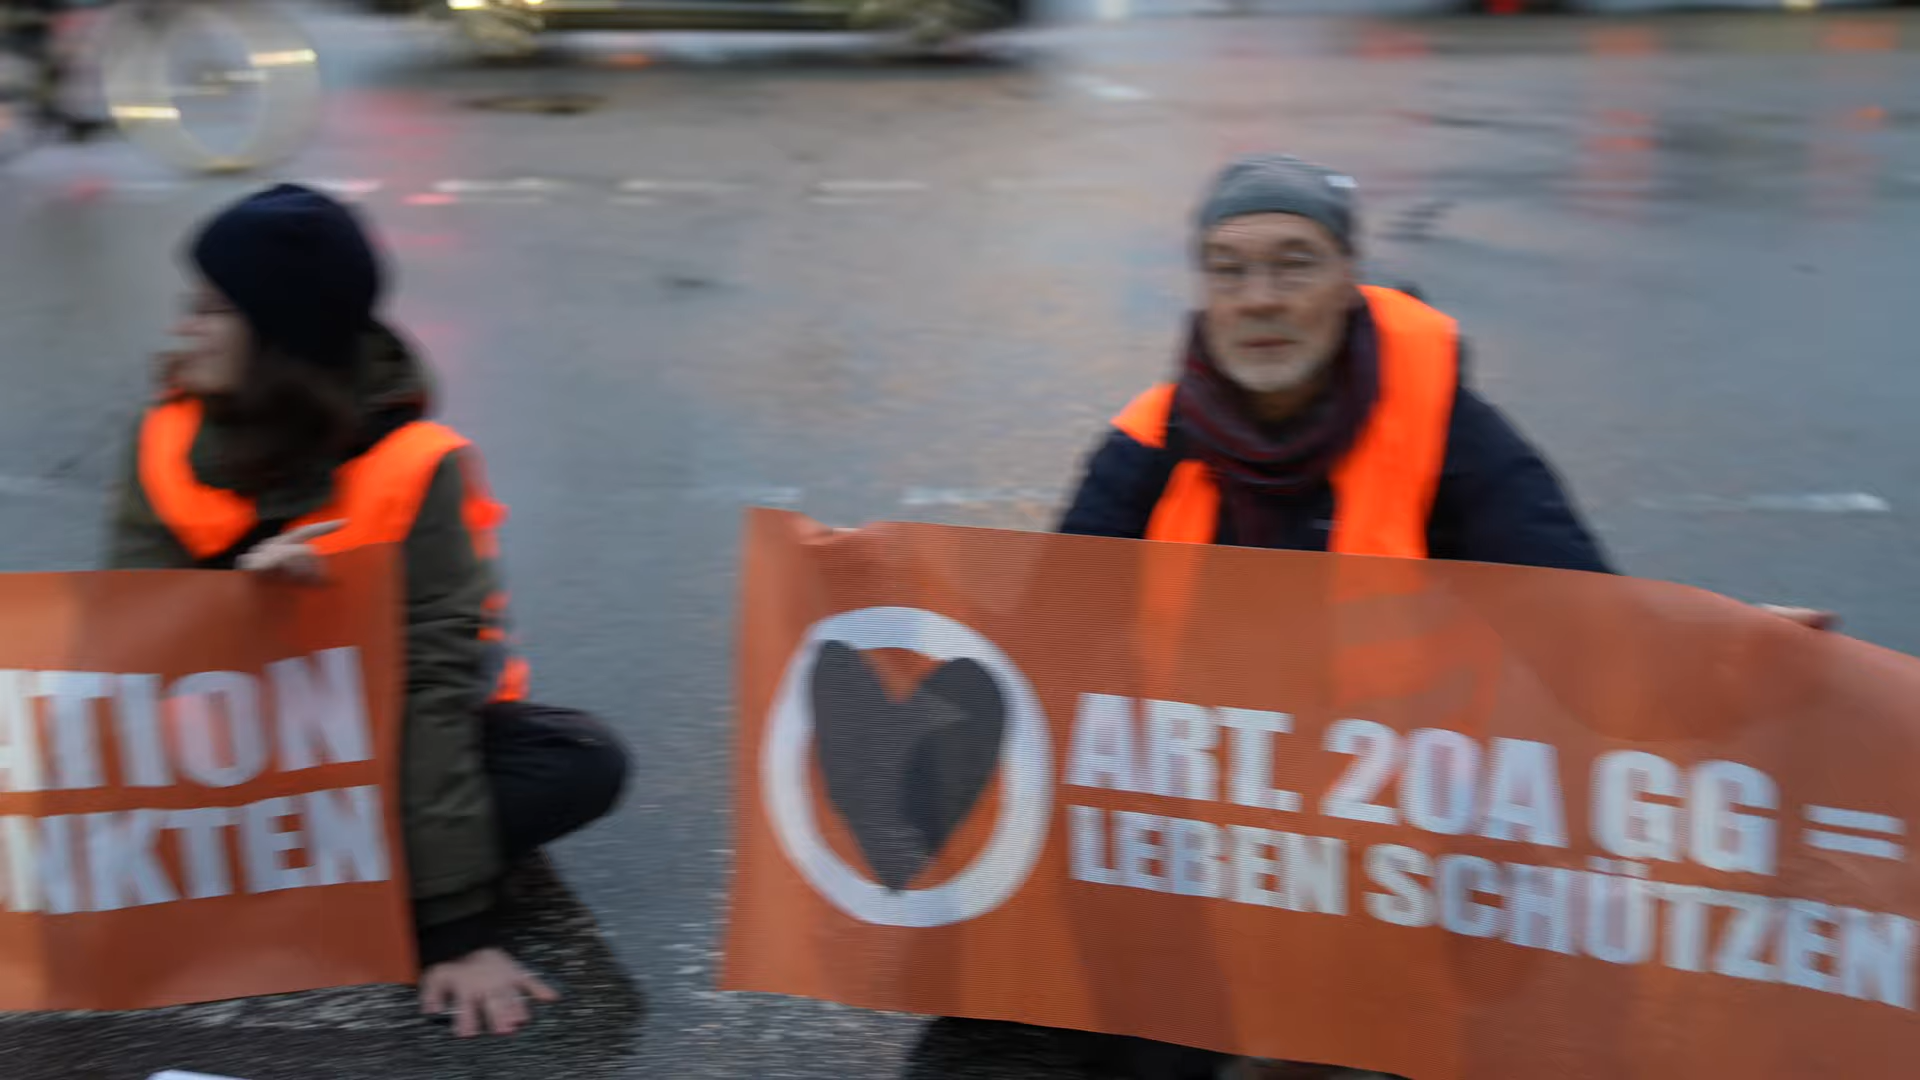 ATION
NKTEN
ART. 20A GG =
LEBEN SCHÜTZEN